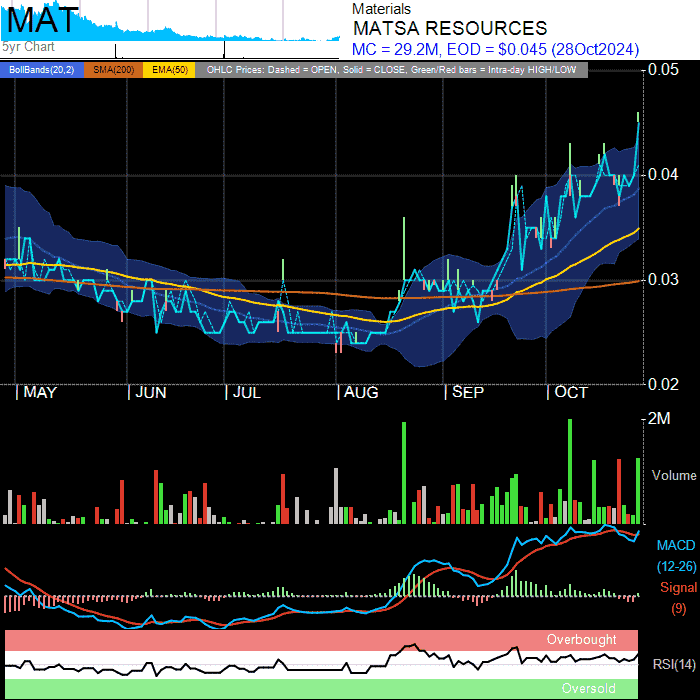 MAT
5yr Chart
Materials
MATSA RESOURCES
MC = 29.2M, EOD = $0.045 (28Oct2024)
BollBands(20,2) SMA(200) EMA(50) OHLC Prices: Dashed = OPEN, Solid = CLOSE, Green/Red bars = Intra-day HIGH/LOW
0.05
0.04
0.03
0.02
MAY JUN JUL AUG SEP OCT
2M
Volume
MACD
(12-26)
Signal
(9)
Overbought
RSI(14)
Oversold